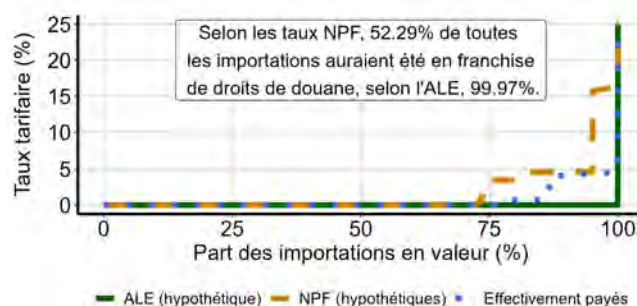 Taux tarifaire (%)
25
20
15
10
5
0
Selon les taux NPF, 52.29% de toutes
les importations auraient été en franchise
de droits de douane, selon l'ALE, 99.97%.
0 25 50 75 100
Part des importations en valeur (%)
ALE (hypothétique) NPF (hypothétiques) Effectivement payés